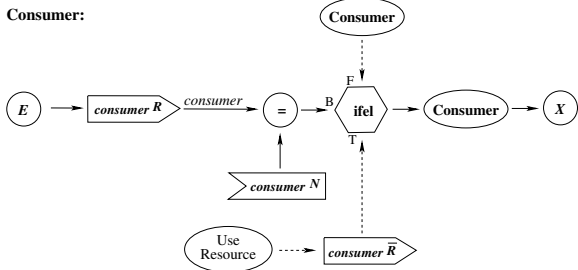 Consumer:
Consumer
F
consumer
E
consumer R
=
B
ifel
Consumer
X
T
consumer N
Use
Resource
consumer R̅